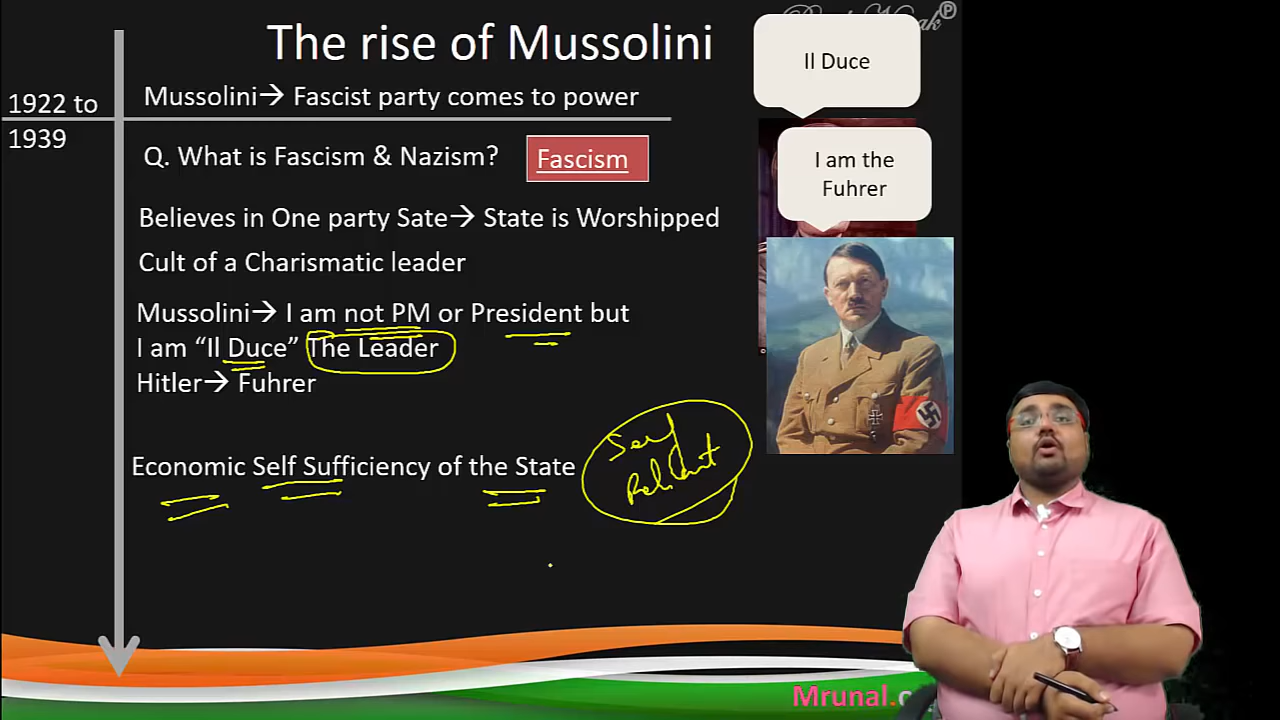 The rise of Mussolini
Il Duce
1922 to
1939
Mussolini→ Fascist party comes to power
Q. What is Fascism & Nazism?
Fascism
I am the
Fuhrer
Believes in One party Sate→ State is Worshipped
Cult of a Charismatic leader
Mussolini→ I am not PM or President but
I am “Il Duce” The Leader
Hitler→ Fuhrer
Economic Self Sufficiency of the State
Self
Reliant
Mrunal.o